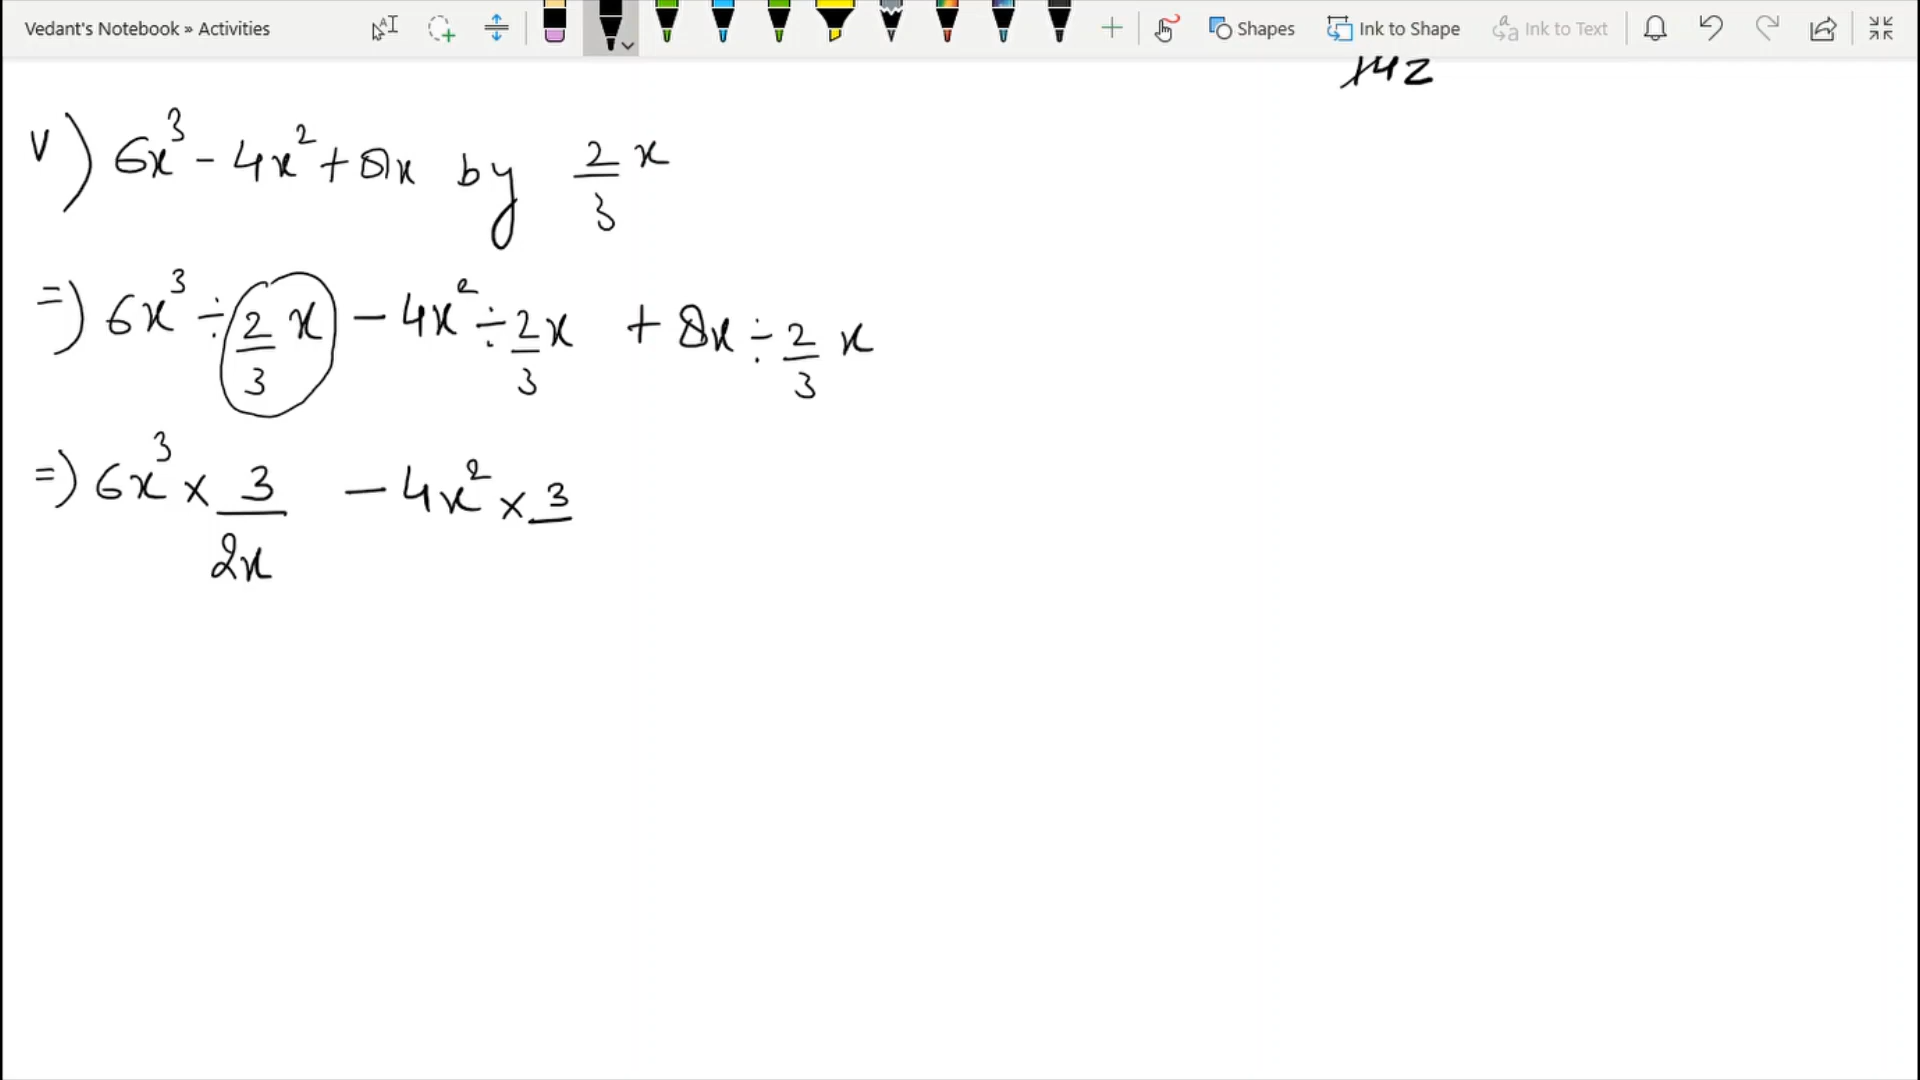 Vedant's Notebook » Activities Shapes Ink to Shape Ink to Text
v) 6x³ - 4x² + 8x by 2/3 x
=) 6x³ ÷ 2/3 x - 4x² ÷ 2/3 x + 8x ÷ 2/3 x
=) 6x³ × 3/2x - 4x² × 3